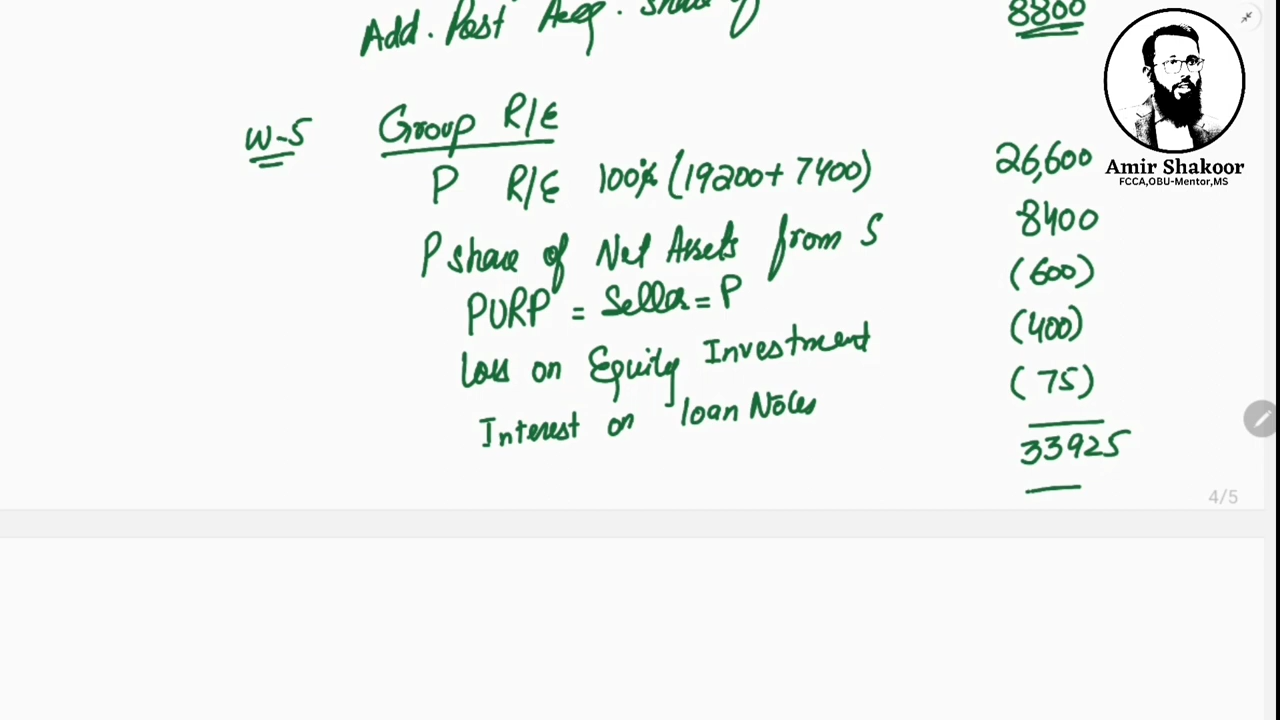 Add. Post Acq. Share of
8800
W-5 Group R/E
P R/E 100% (19200+ 7400) 26,600
P share of Net Assets from S 8400
PURP = Seller = P (600)
Loss on Equity Investment (400)
Interest on loan Notes (75)
33925
4/5
Amir Shakoor
FCCA,OBU-Mentor,MS